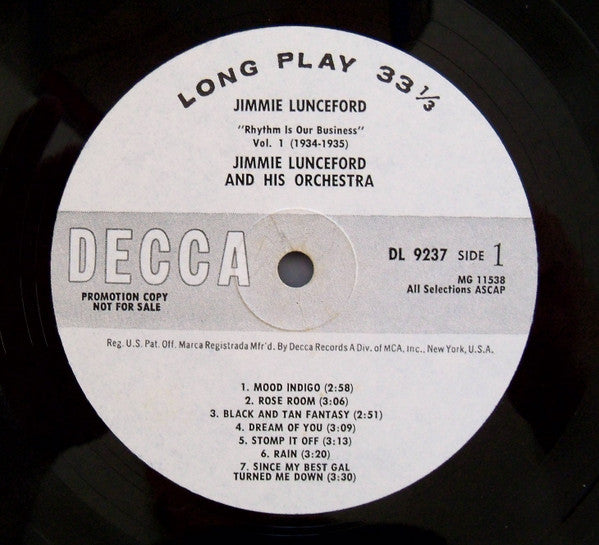 LONG PLAY 33⅓
JIMMIE LUNCEFORD
"Rhythm Is Our Business"
Vol. 1 (1934-1935)
JIMMIE LUNCEFORD
AND HIS ORCHESTRA
DECCA
DL 9237 SIDE 1
MG 11538
All Selections ASCAP
PROMOTION COPY
NOT FOR SALE
Reg. U.S. Pat. Off. Marca Registrada Mfr'd. By Decca Records A Div. of MCA, Inc., New York, U.S.A.
1. MOOD INDIGO (2:58)
2. ROSE ROOM (3:06)
3. BLACK AND TAN FANTASY (2:51)
4. DREAM OF YOU (3:09)
5. STOMP IT OFF (3:13)
6. RAIN (3:20)
7. SINCE MY BEST GAL
TURNED ME DOWN (3:30)